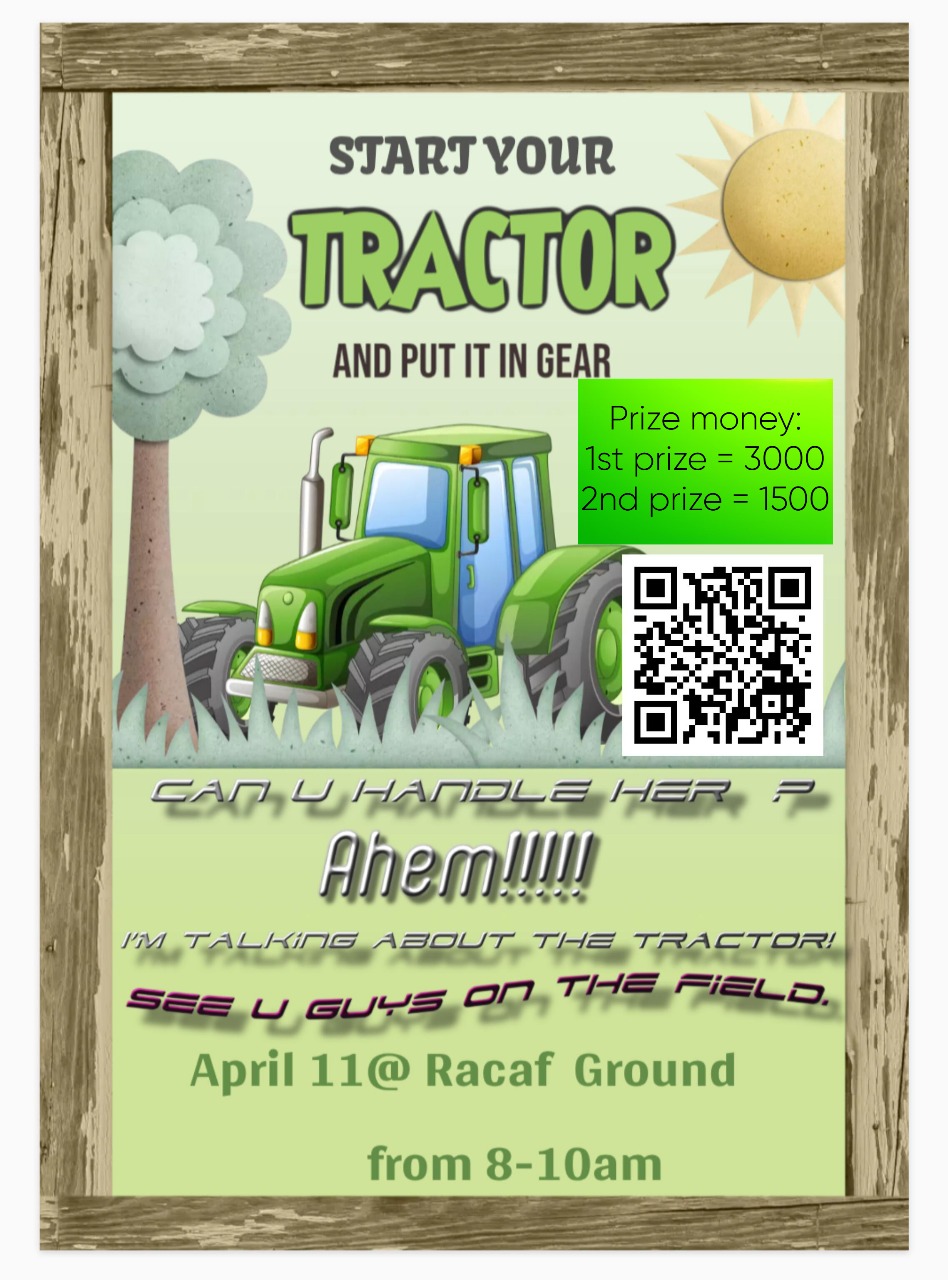 START YOUR
TRACTOR
AND PUT IT IN GEAR
Prize money:
1st prize = 3000
2nd prize = 1500
CAN U HANDLE HER ?
Ahem!!!!!
I'M TALKING ABOUT THE TRACTOR!
SEE U GUYS ON THE FIELD.
April 11@ Racaf Ground
from 8-10am